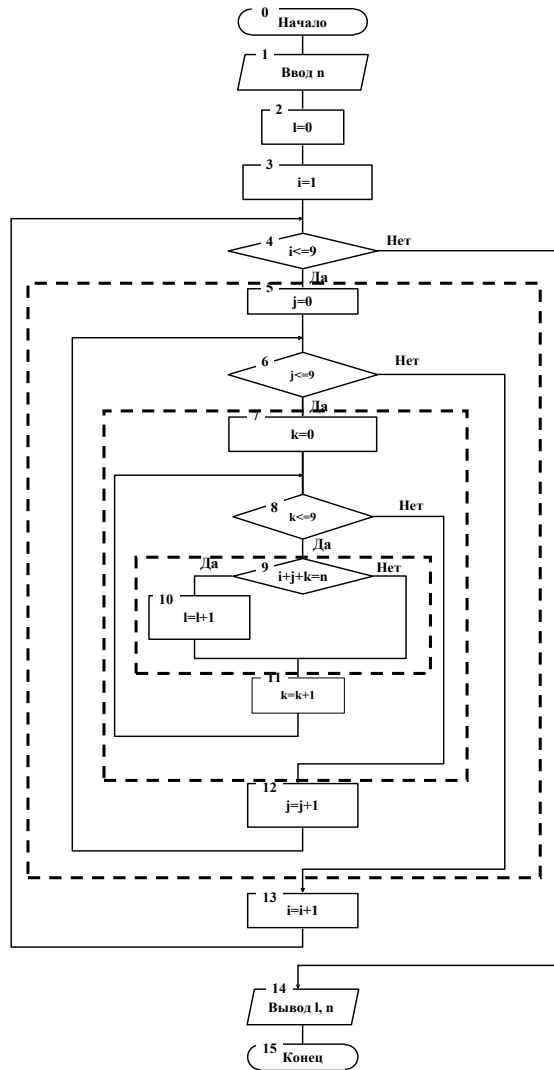 0
Начало
1
Ввод n
2
l=0
3
i=1
4
i<=9
Нет
Да
5
j=0
6
j<=9
Нет
Да
7
k=0
8
k<=9
Нет
Да
9
i+j+k=n
Да
Нет
10
l=l+1
11
k=k+1
12
j=j+1
13
i=i+1
14
Вывод l, n
15
Конец